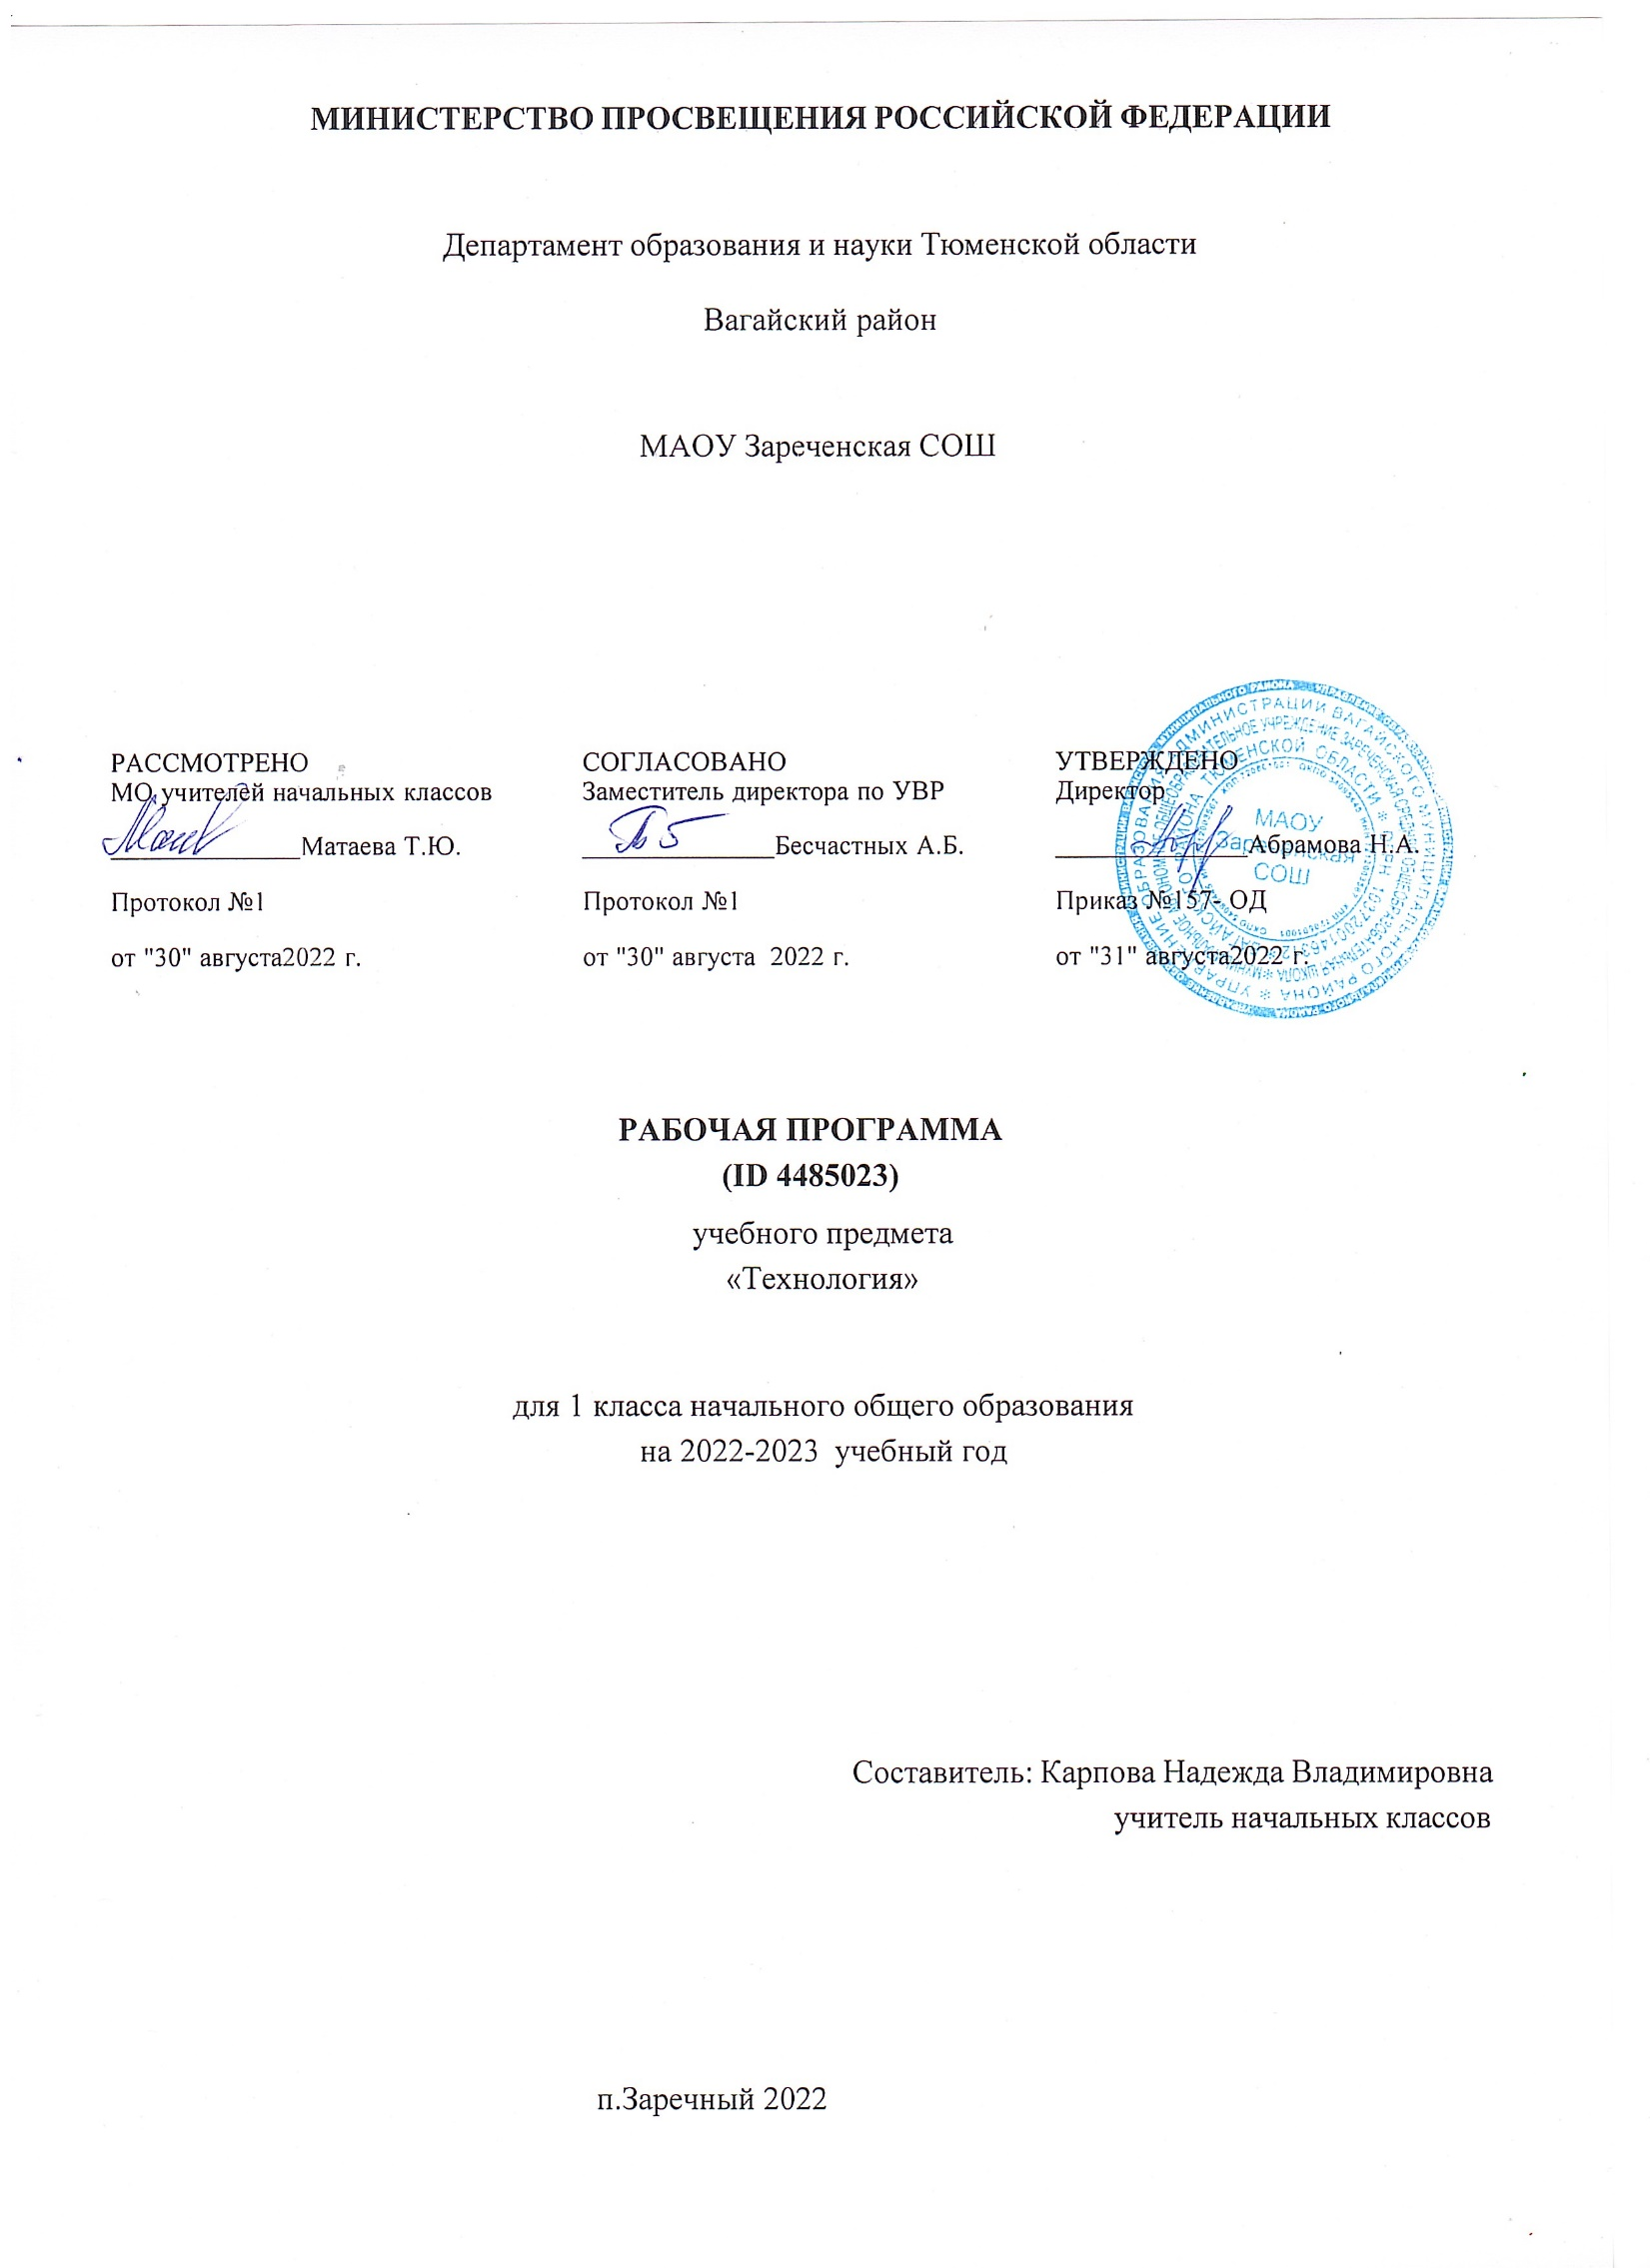 МИНИСТЕРСТВО ПРОСВЕЩЕНИЯ РОССИЙСКОЙ ФЕДЕРАЦИИ
Департамент образования и науки Тюменской области
Вагайский район
МАОУ Зареченская СОШ
РАССМОТРЕНО
МО учителей начальных классов
Матаева Т.Ю.
Протокол №1
от "30" августа2022 г.
СОГЛАСОВАНО
Заместитель директора по УВР
Бесчастных А.Б.
Протокол №1
от "30" августа  2022 г.
УТВЕРЖДЕНО
Директор
Абрамова Н.А.
Приказ №157- ОД
от "31" августа2022 г.
МАОУ
Зареченская
СОШ
РАБОЧАЯ ПРОГРАММА
(ID 4485023)
учебного предмета
«Технология»
для 1 класса начального общего образования
на 2022-2023  учебный год
Составитель: Карпова Надежда Владимировна
учитель начальных классов
п.Заречный 2022